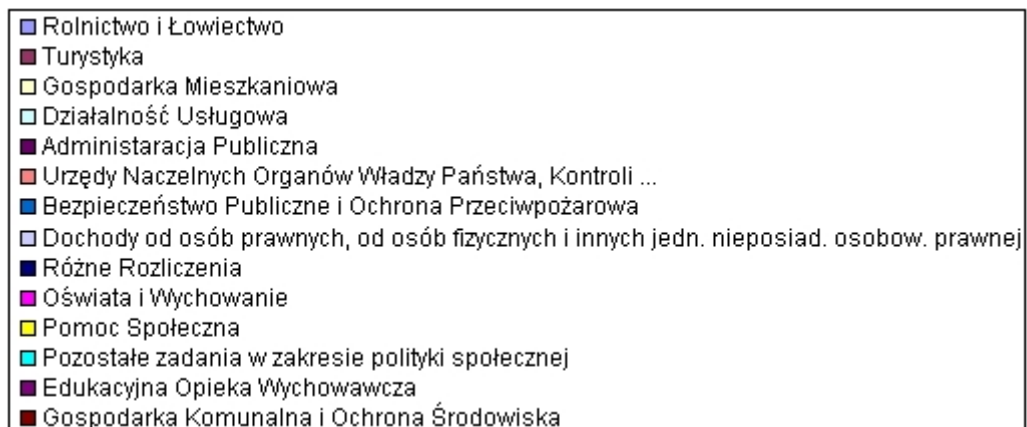 Rolnictwo i Łowiectwo
Turystyka
Gospodarka Mieszkaniowa
Działalność Usługowa
Administaracja Publiczna
Urzędy Naczelnych Organów Władzy Państwa, Kontroli ...
Bezpieczeństwo Publiczne i Ochrona Przeciwpożarowa
Dochody od osób prawnych, od osób fizycznych i innych jedn. nieposiad. osobow. prawnej
Różne Rozliczenia
Oświata i Wychowanie
Pomoc Społeczna
Pozostałe zadania w zakresie polityki społecznej
Edukacyjna Opieka Wychowawcza
Gospodarka Komunalna i Ochrona Środowiska